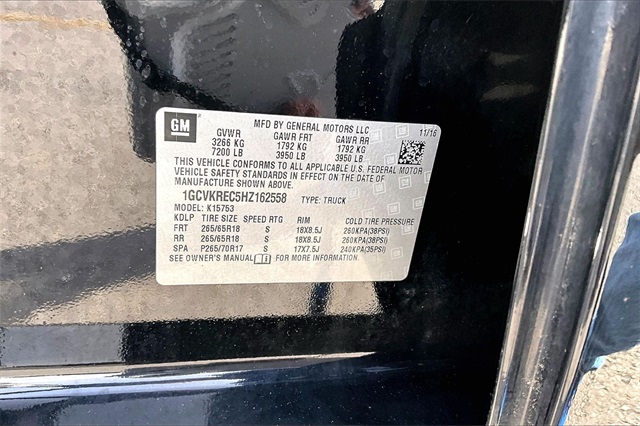 GM
MFD BY GENERAL MOTORS LLC 11/16
GVWR GAWR FRT GAWR RR
3266 KG 1792 KG 1792 KG
7200 LB 3950 LB 3950 LB
THIS VEHICLE CONFORMS TO ALL APPLICABLE U.S. FEDERAL MOTOR
VEHICLE SAFETY STANDARDS IN EFFECT ON THE DATE OF
MANUFACTURE SHOWN ABOVE.
1GCVKREC5HZ162558 TYPE: TRUCK
MODEL: K15753
KDLP TIRE SIZE SPEED RTG RIM COLD TIRE PRESSURE
FRT 265/65R18 S 18X8.5J 260KPA(38PSI)
RR 265/65R18 S 18X8.5J 260KPA(38PSI)
SPA P265/70R17 S 17X7.5J 240KPA(35PSI)
SEE OWNER'S MANUAL FOR MORE INFORMATION.